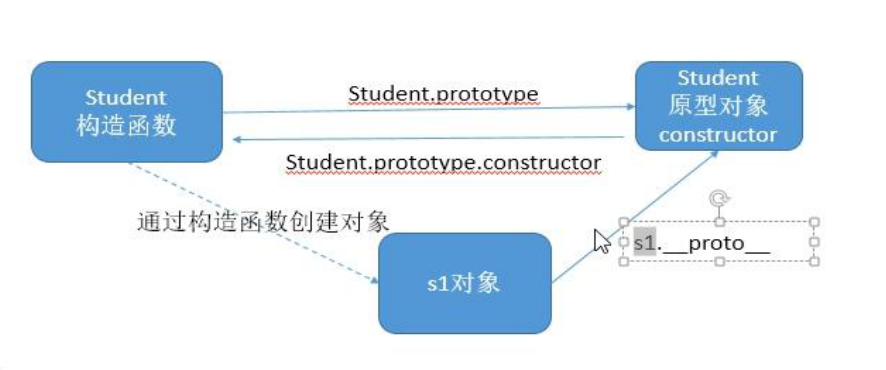 Student
构造函数
Student.prototype
Student
原型对象
constructor
Student.prototype.constructor
通过构造函数创建对象
s1.__proto__
s1对象